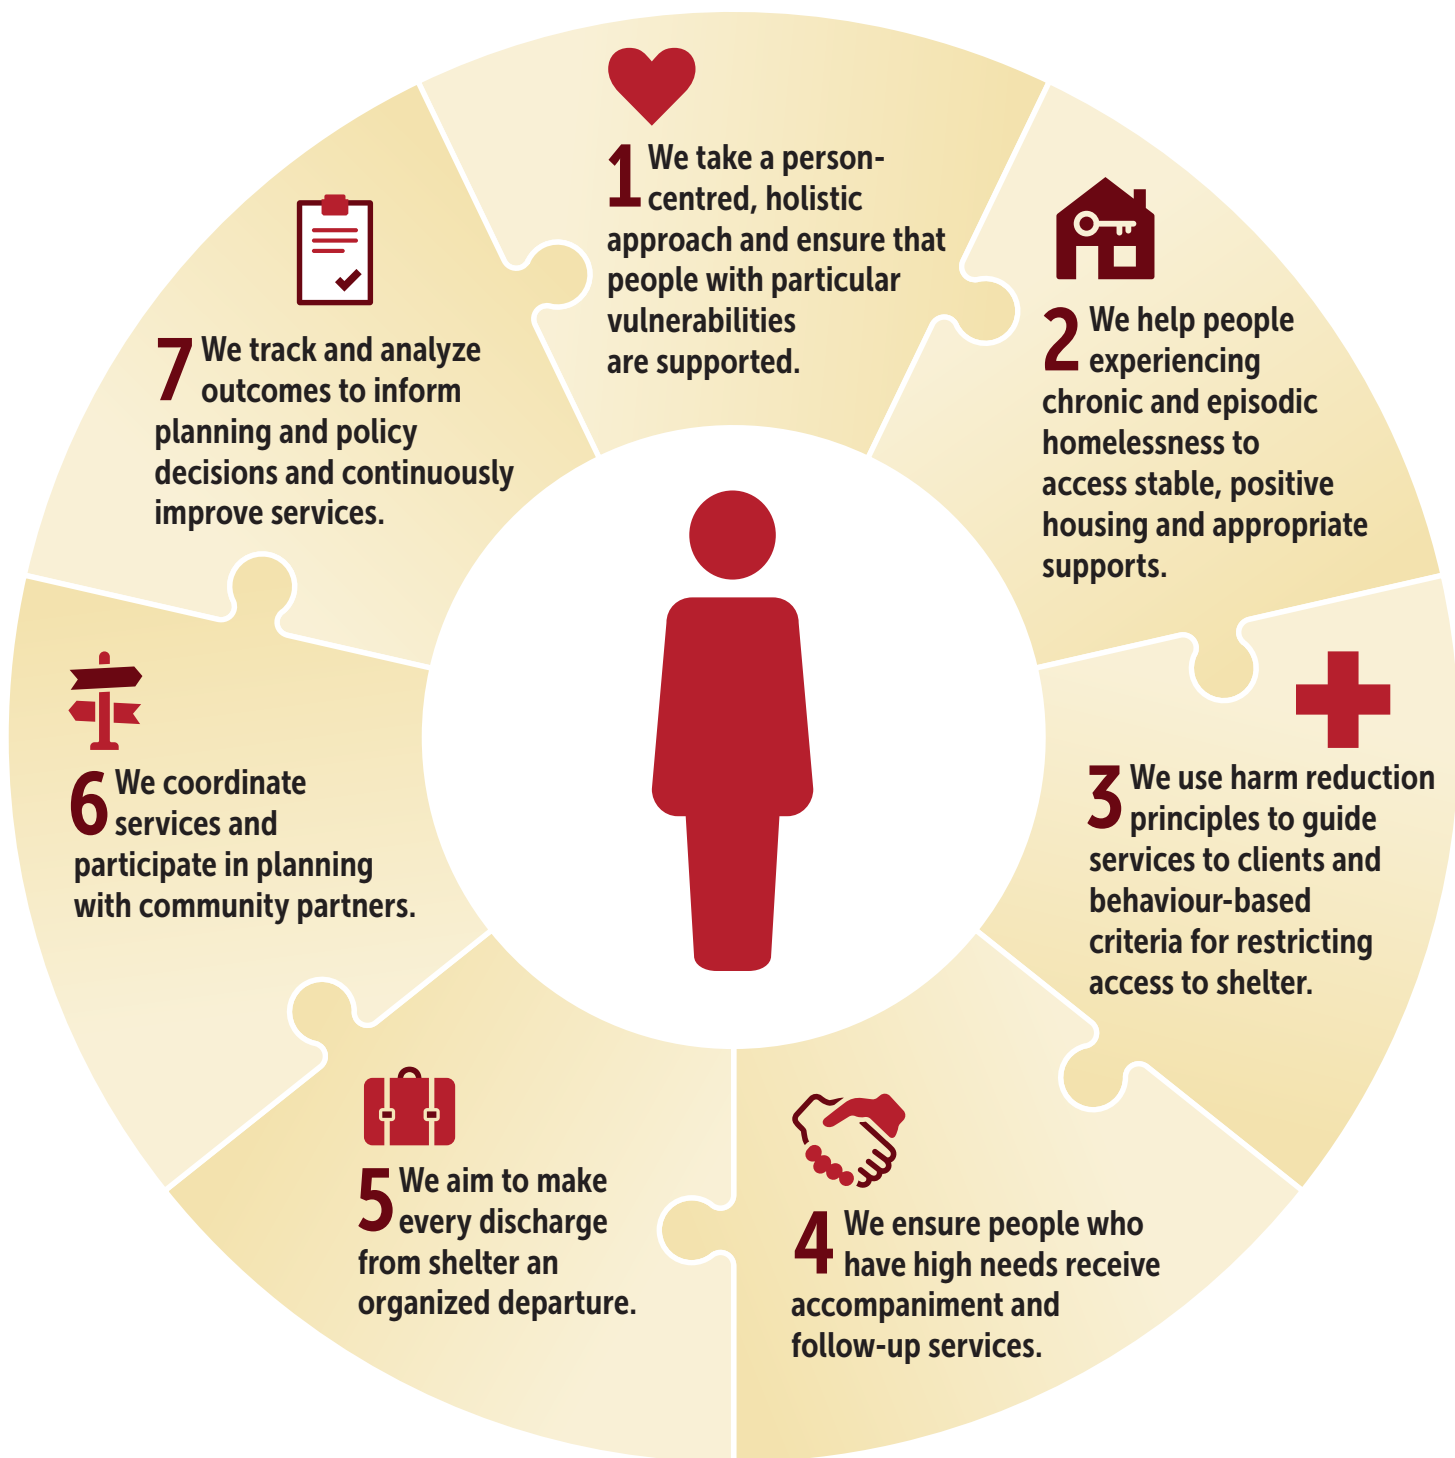 1 We take a person-
centred, holistic
approach and ensure that
people with particular
vulnerabilities
are supported.
2 We help people
experiencing
chronic and episodic
homelessness to
access stable, positive
housing and appropriate
supports.
3 We use harm reduction
principles to guide
services to clients and
behaviour-based
criteria for restricting
access to shelter.
4 We ensure people who
have high needs receive
accompaniment and
follow-up services.
5 We aim to make
every discharge
from shelter an
organized departure.
6 We coordinate
services and
participate in planning
with community partners.
7 We track and analyze
outcomes to inform
planning and policy
decisions and continuously
improve services.